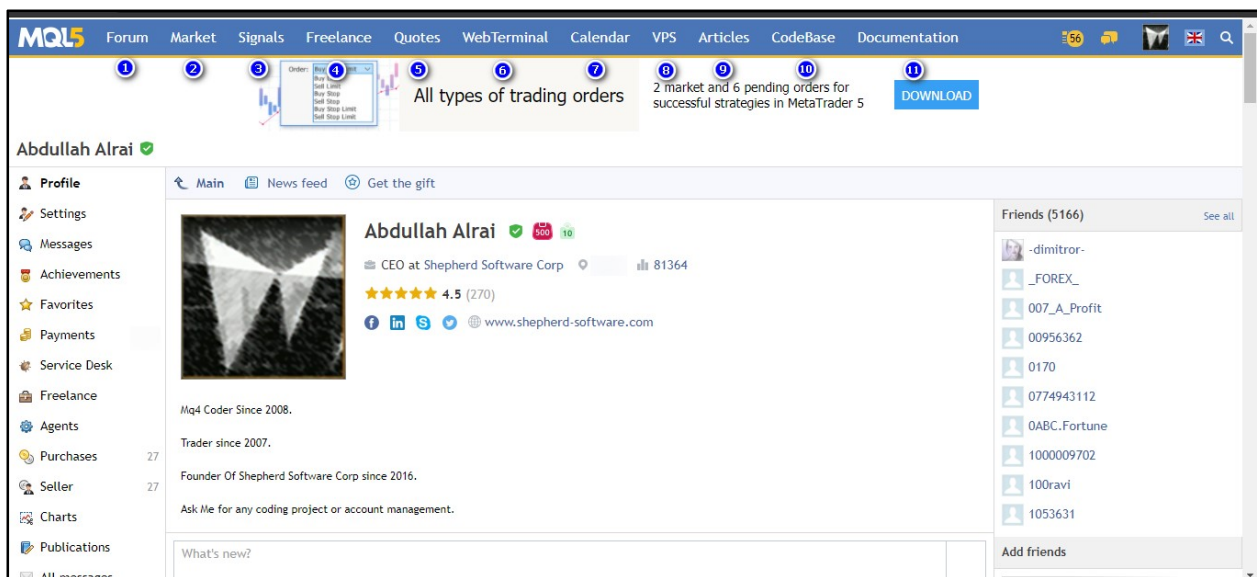 MQL5 Forum Market Signals Freelance Quotes WebTerminal Calendar VPS Articles CodeBase Documentation 56
1 2 3 4 5 6 7 8 9 10 11
Order: Buy Limit
Buy Limit
Sell Limit
Buy Stop
Sell Stop
Buy Stop Limit
Sell Stop Limit
All types of trading orders
2 market and 6 pending orders for
successful strategies in MetaTrader 5
DOWNLOAD
Abdullah Alrai
Profile
Settings
Messages
Achievements
Favorites
Payments
Service Desk
Freelance
Agents
Purchases 27
Seller 27
Charts
Publications
All messages
Main News feed Get the gift
Abdullah Alrai 500 10
CEO at Shepherd Software Corp 81364
4.5 (270)
www.shepherd-software.com
Mq4 Coder Since 2008.
Trader since 2007.
Founder Of Shepherd Software Corp since 2016.
Ask Me for any coding project or account management.
What's new?
Friends (5166) See all
-dimitror-
_FOREX_
007_A_Profit
00956362
0170
0774943112
0ABC.Fortune
1000009702
100ravi
1053631
Add friends